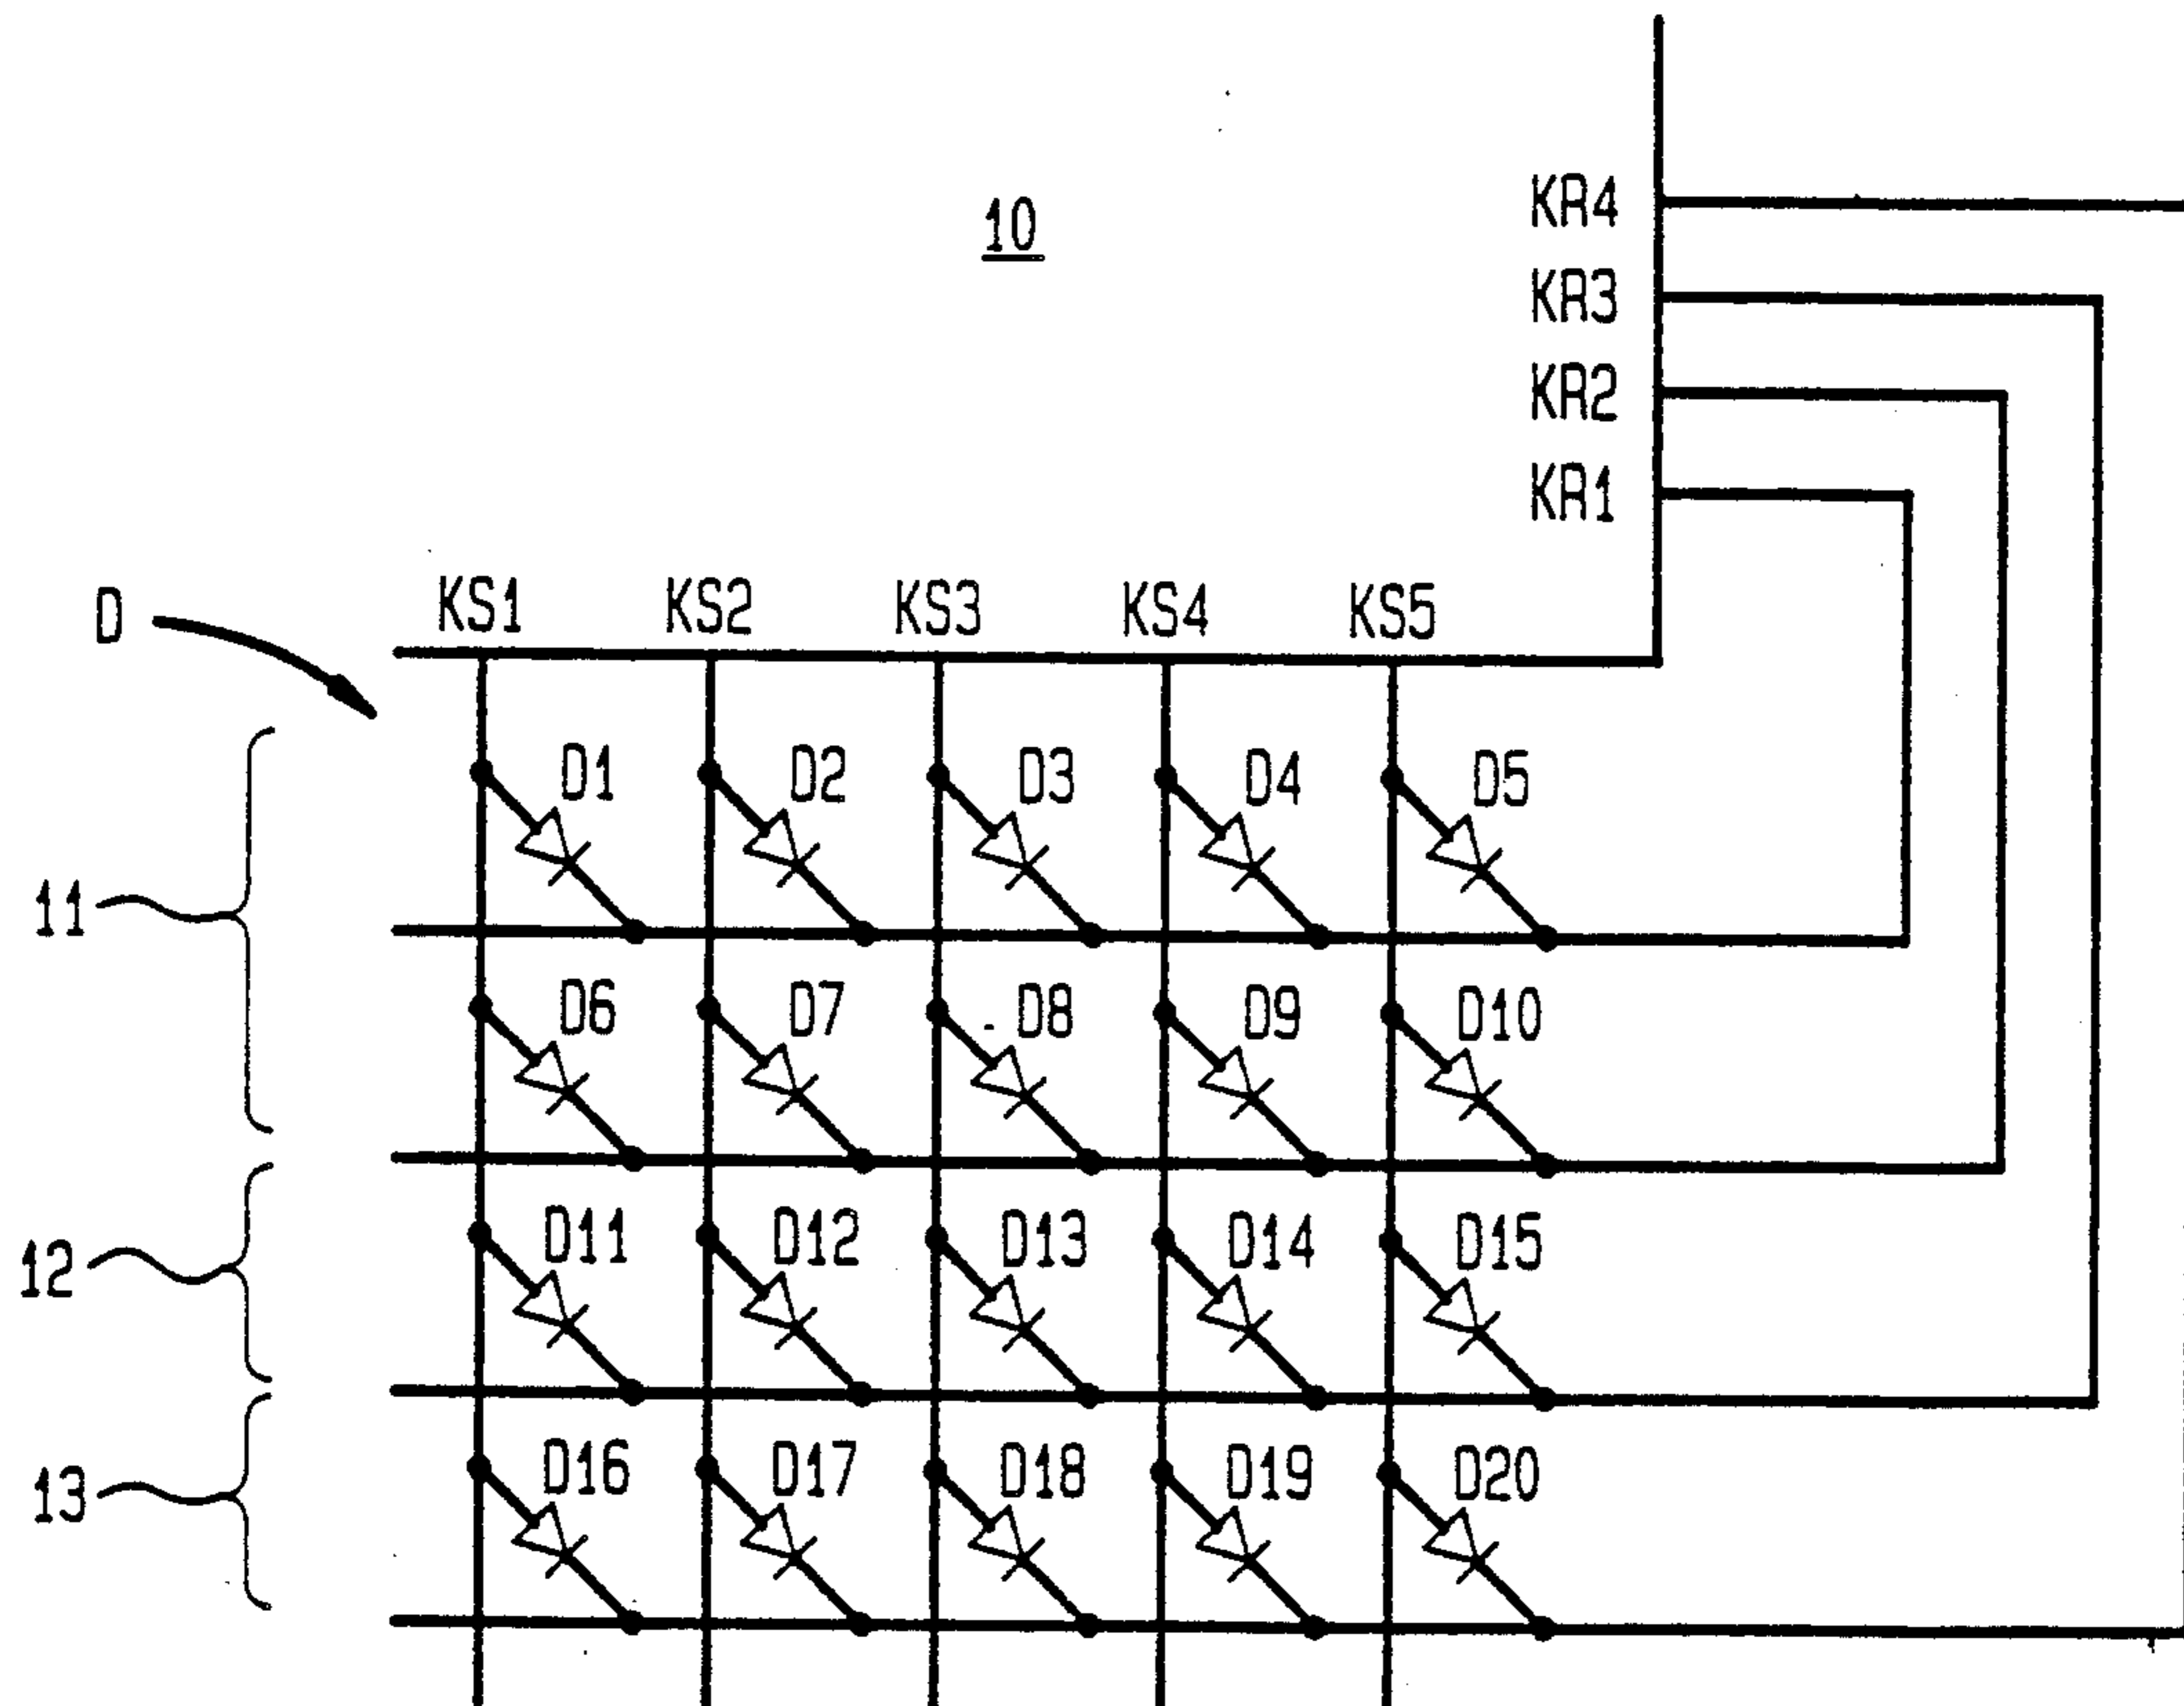 10
KR4
KR3
KR2
KR1
D
KS1 KS2 KS3 KS4 KS5
D1 D2 D3 D4 D5
11
D6 D7 D8 D9 D10
D11 D12 D13 D14 D15
12
D16 D17 D18 D19 D20
13